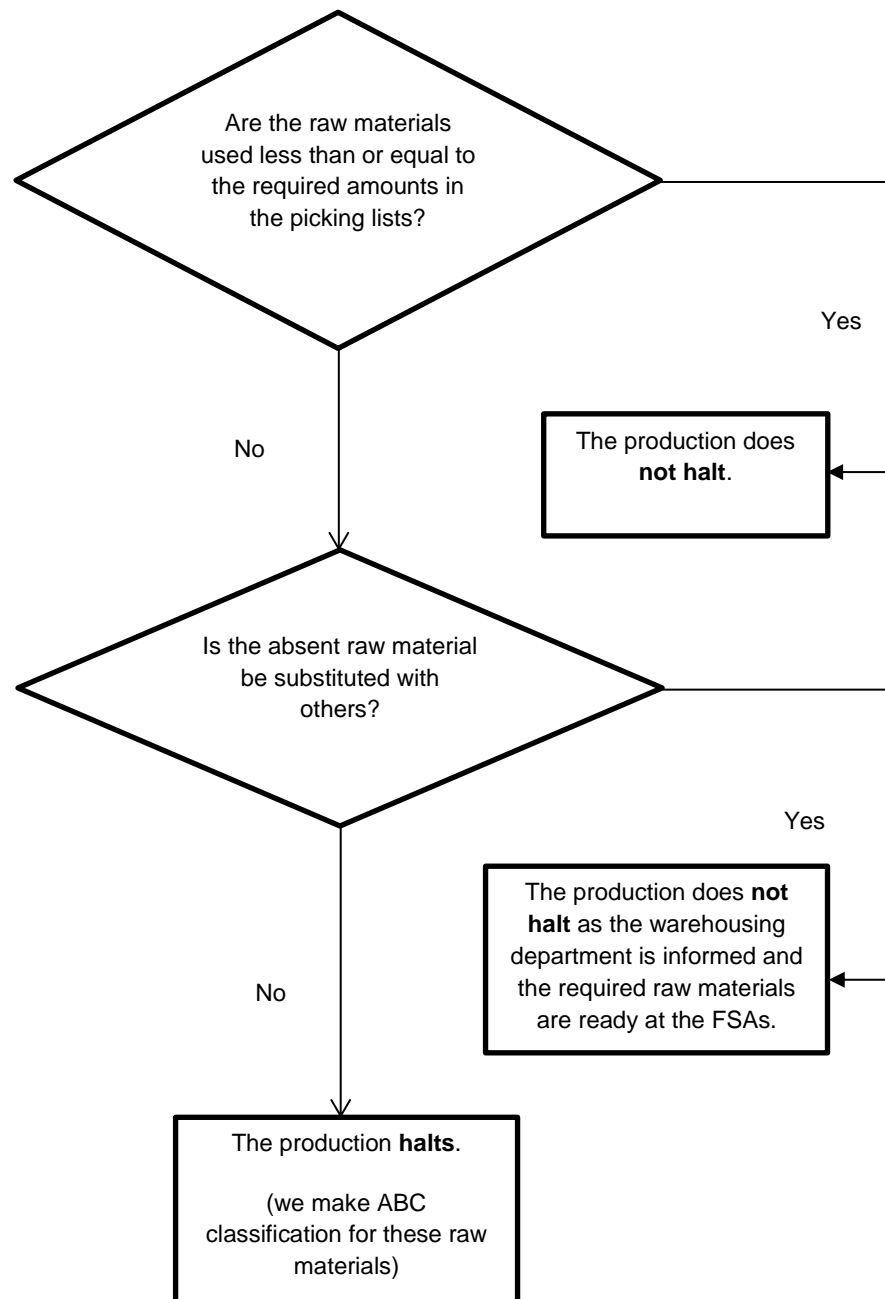 Are the raw materials
used less than or equal to
the required amounts in
the picking lists?
Yes
No
The production does
not halt.
Is the absent raw material
be substituted with
others?
Yes
No
The production does not
halt as the warehousing
department is informed and
the required raw materials
are ready at the FSAs.
The production halts.
(we make ABC
classification for these raw
materials)